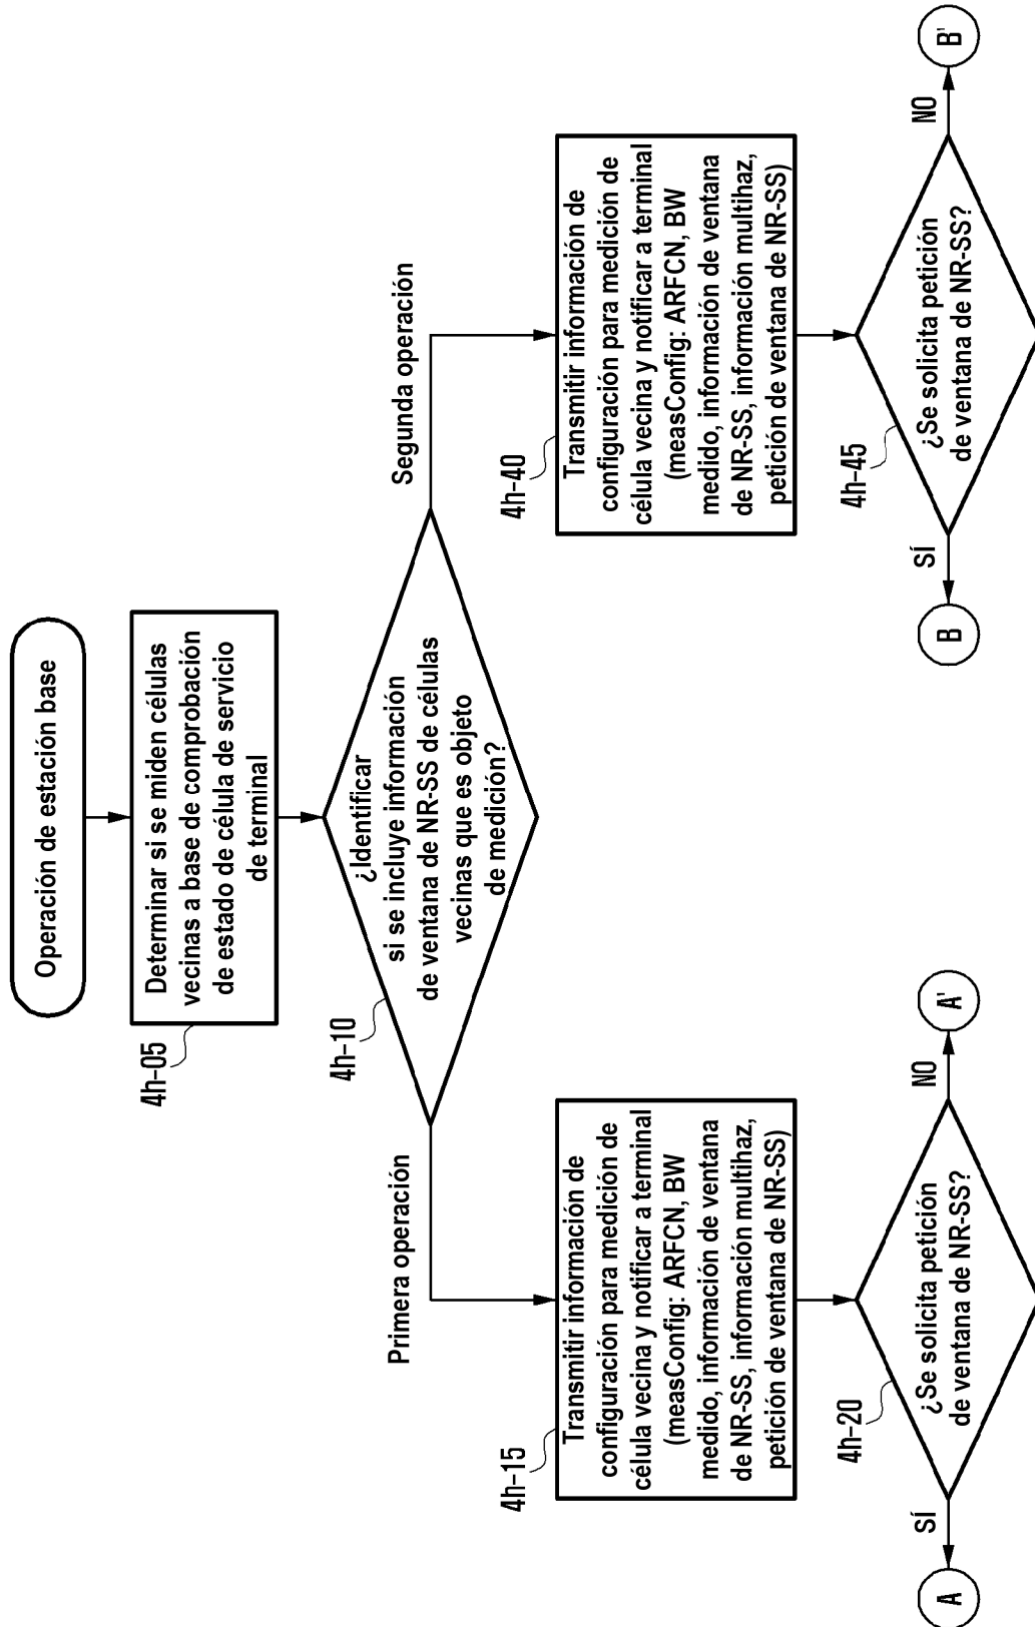 Operación de estación base
Determinar si se miden células
vecinas a base de comprobación
de estado de célula de servicio
de terminal
4h-05
¿Identificar
si se incluye información
de ventana de NR-SS de células
vecinas que es objeto
de medición?
4h-10
Primera operación
Segunda operación
Transmitir información de
configuración para medición de
célula vecina y notificar a terminal
(measConfig: ARFCN, BW
medido, información de ventana
de NR-SS, información multihaz,
petición de ventana de NR-SS)
4h-15
¿Se solicita petición
de ventana de NR-SS?
4h-20
SÍ
A
NO
A'
Transmitir información de
configuración para medición de
célula vecina y notificar a terminal
(measConfig: ARFCN, BW
medido, información de ventana
de NR-SS, información multihaz,
petición de ventana de NR-SS)
4h-40
¿Se solicita petición
de ventana de NR-SS?
4h-45
SÍ
B
NO
B'